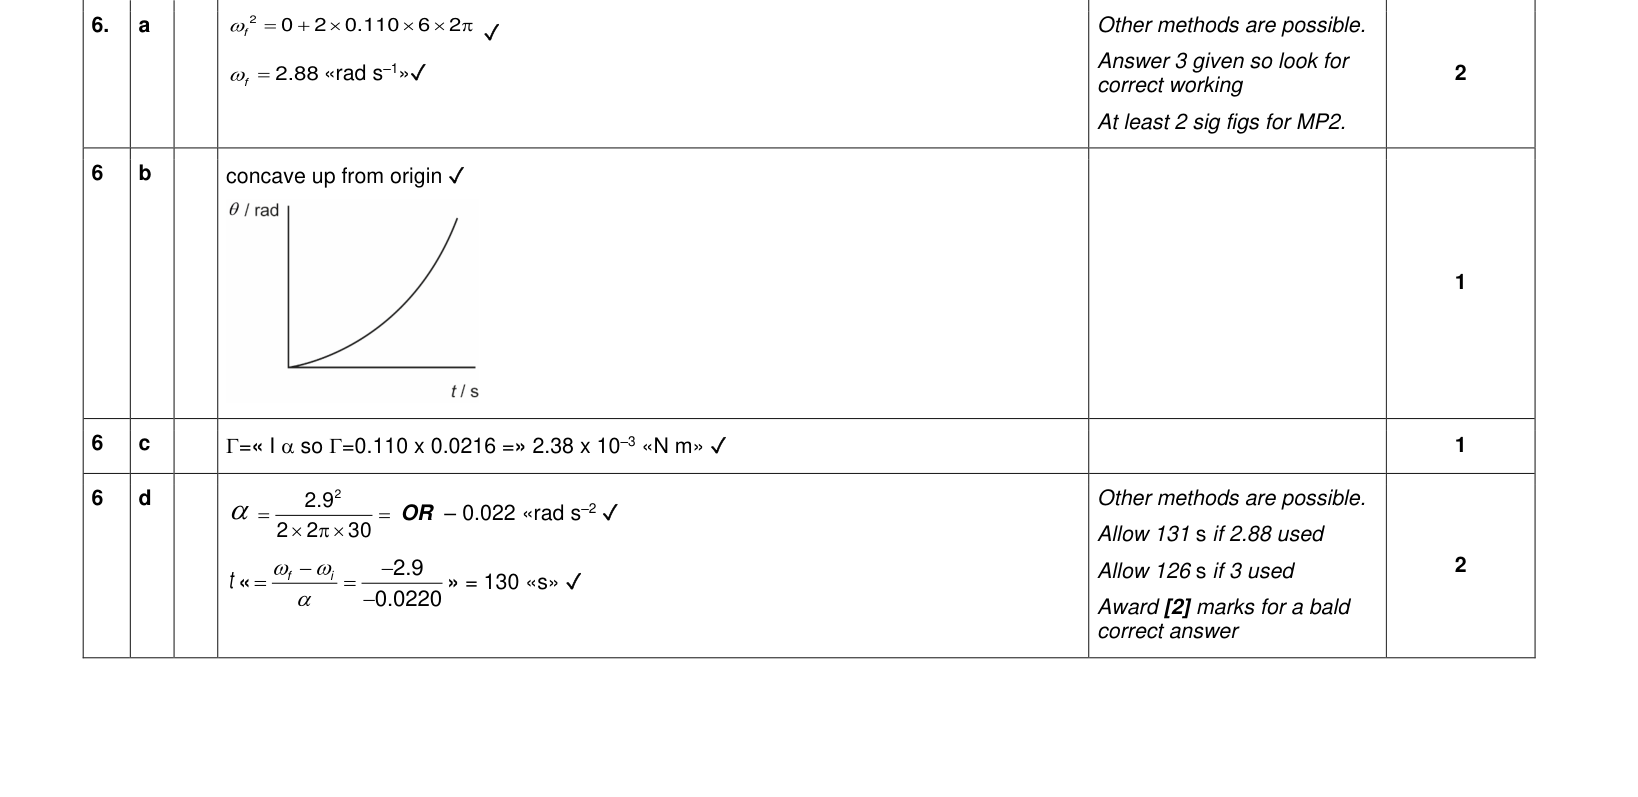 6. a ω_f² = 0 + 2 × 0.110 × 6 × 2π ✓
ω_f = 2.88 «rad s⁻¹»✓
Other methods are possible.
Answer 3 given so look for
correct working
At least 2 sig figs for MP2.
2
6 b concave up from origin ✓
θ / rad
t / s
1
6 c Γ=« I α so Γ=0.110 x 0.0216 =» 2.38 x 10⁻³ «N m» ✓
1
6 d α = 2.9² / (2 × 2π × 30) = OR – 0.022 «rad s⁻² ✓
t « = (ω_f − ω_i) / α = −2.9 / −0.0220 » = 130 «s» ✓
Other methods are possible.
Allow 131 s if 2.88 used
Allow 126 s if 3 used
Award [2] marks for a bald
correct answer
2